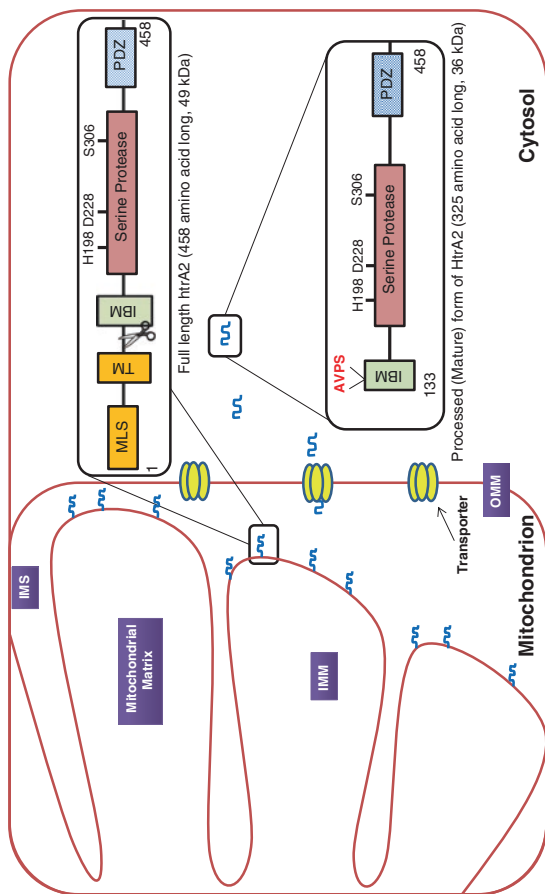 IMS
Mitochondrial
Matrix
IMM
Mitochondrion
Transporter
OMM
Cytosol
MLS
TM
IBM
H198 D228
S306
Serine Protease
PDZ
1
458
Full length htrA2 (458 amino acid long, 49 kDa)
AVPS
IBM
H198 D228
S306
Serine Protease
PDZ
133
458
Processed (Mature) form of HtrA2 (325 amino acid long, 36 kDa)